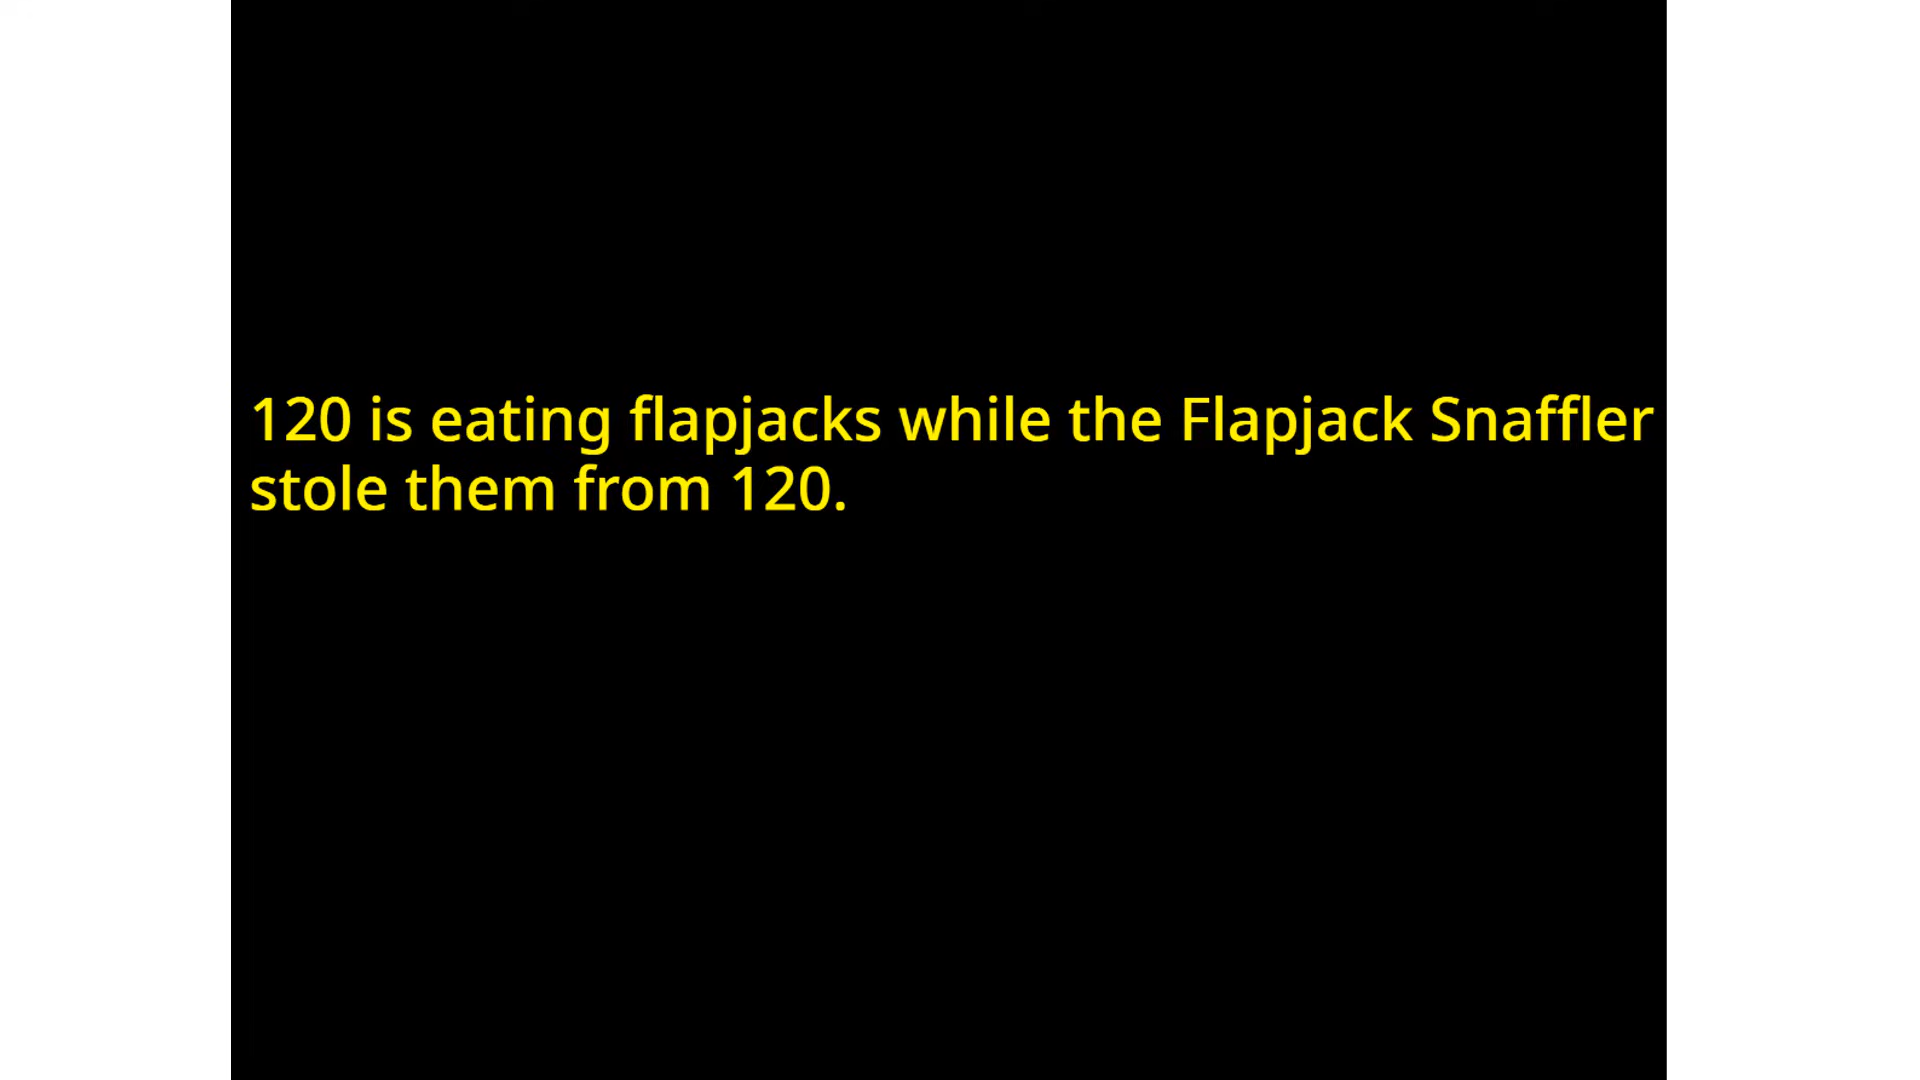 120 is eating flapjacks while the Flapjack Snaffler
stole them from 120.